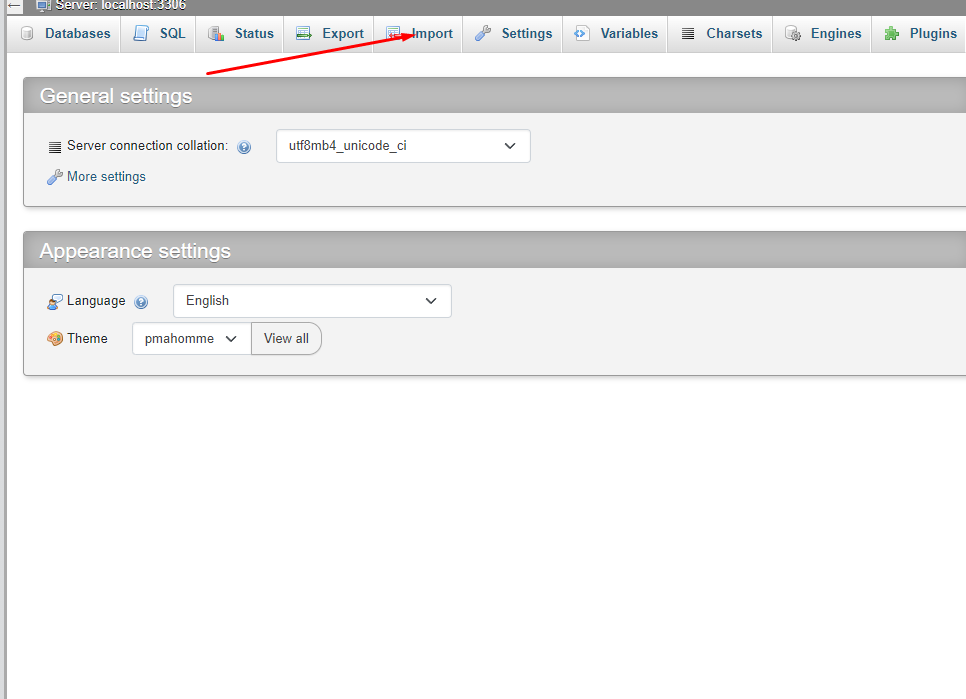 Server: localhost:3306
Databases SQL Status Export Import Settings Variables Charsets Engines Plugins
General settings
Server connection collation: utf8mb4_unicode_ci
More settings
Appearance settings
Language English
Theme pmahomme View all